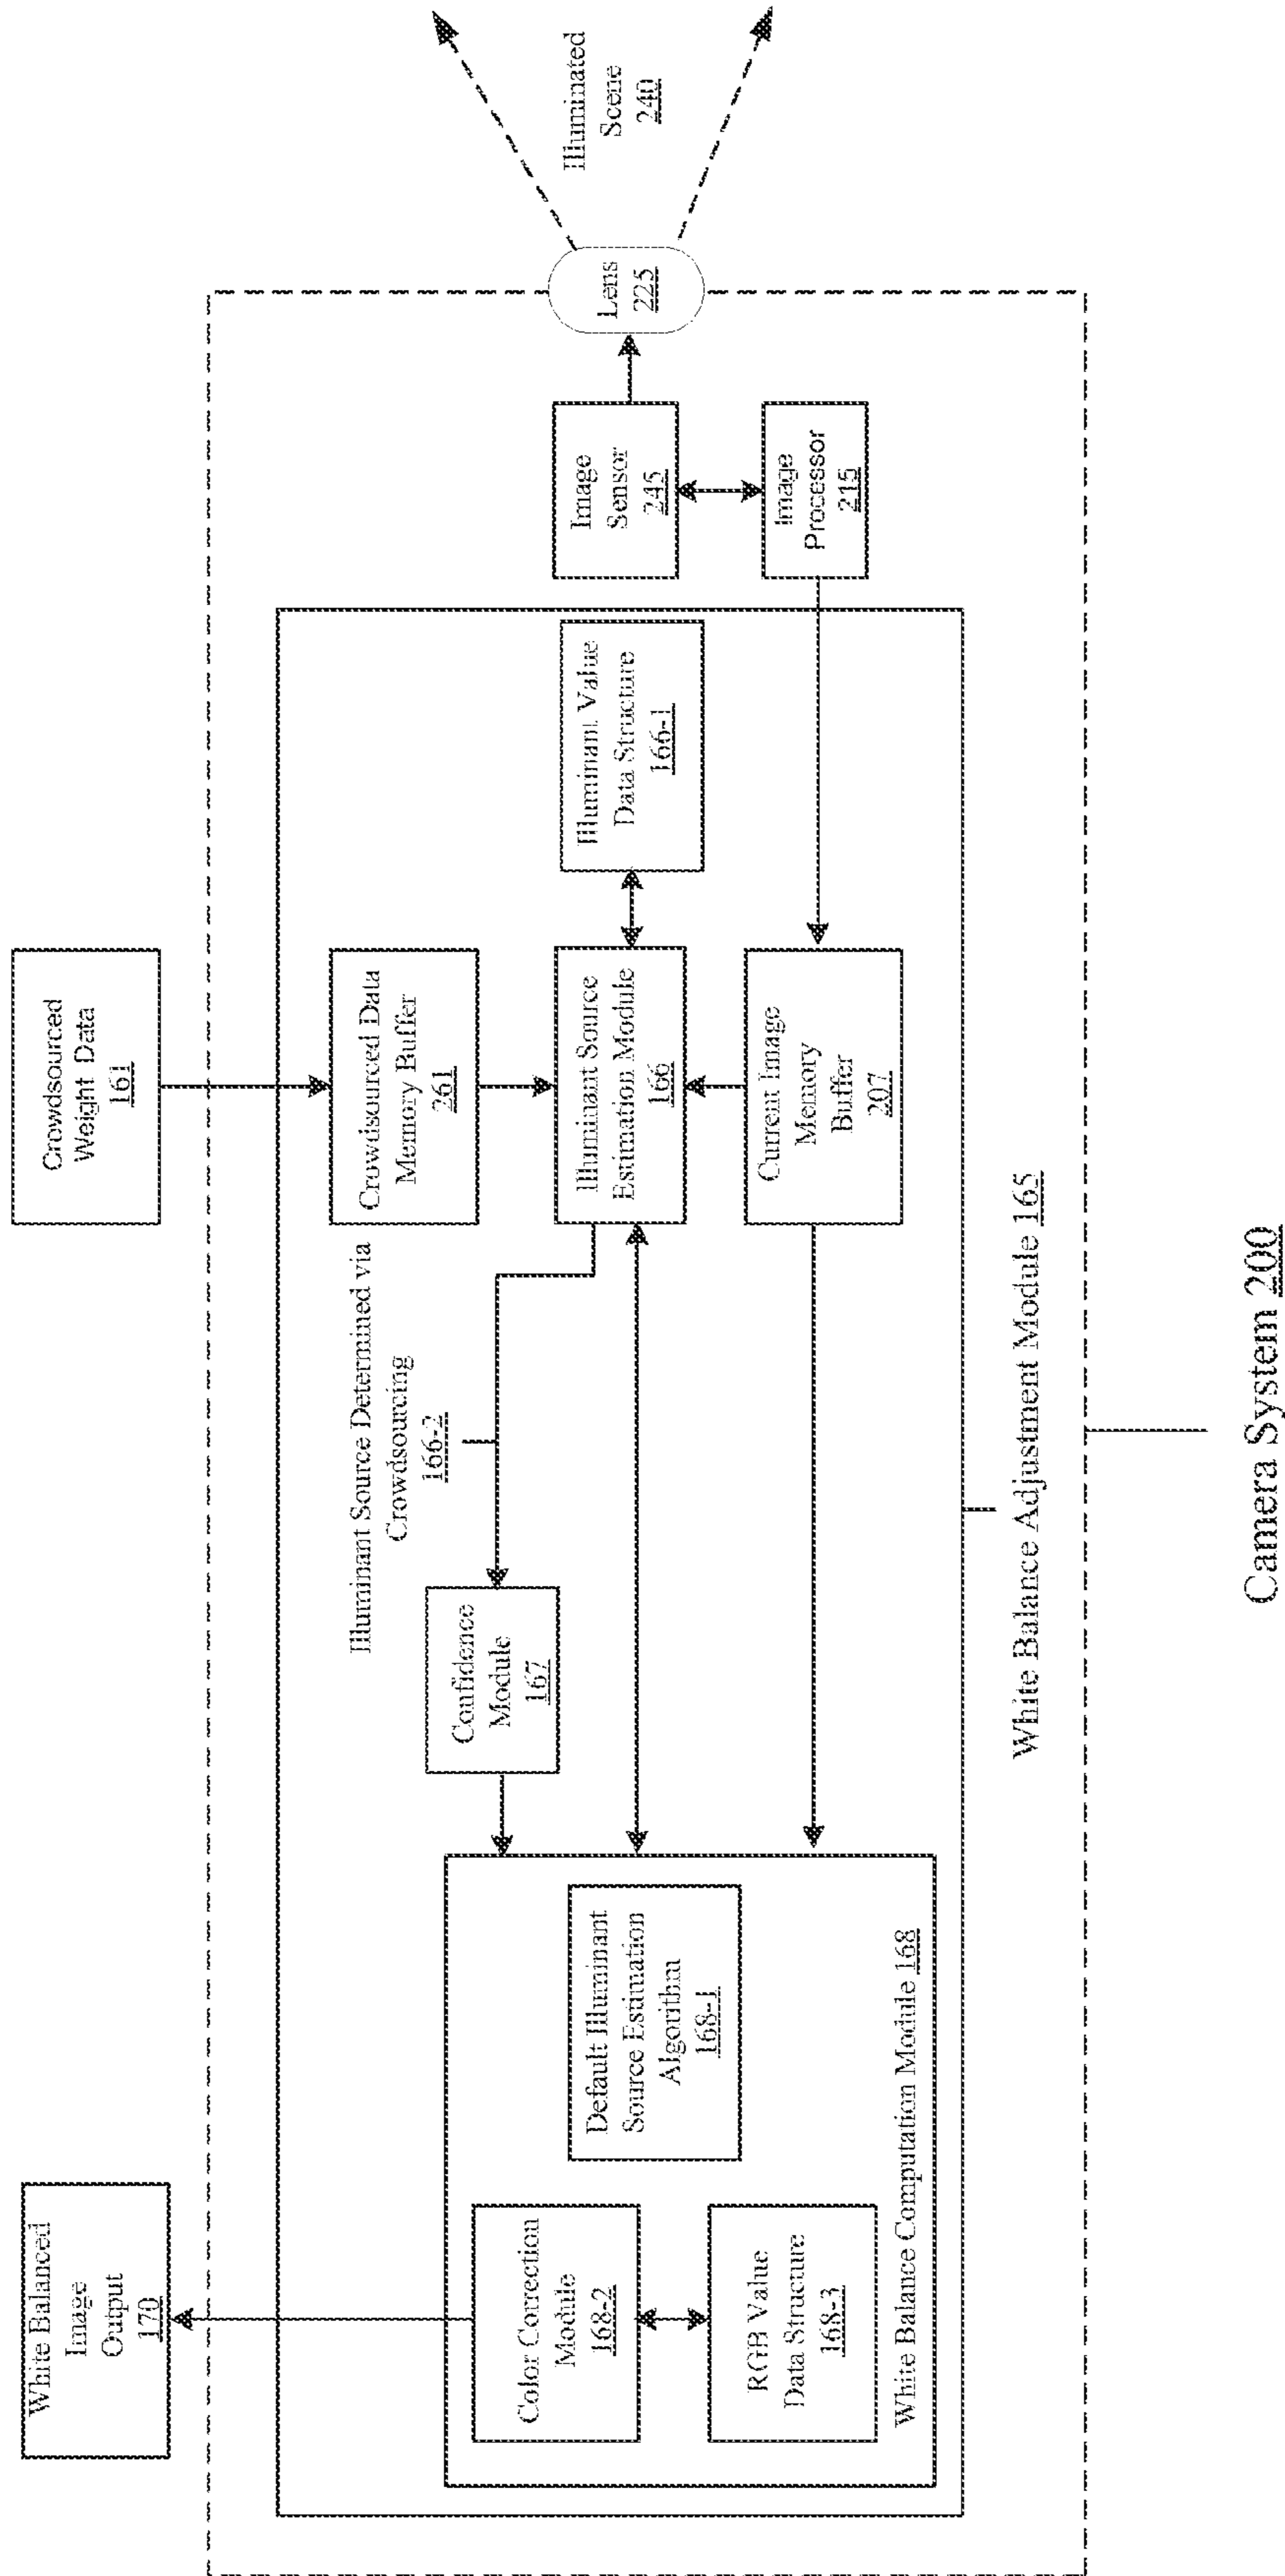 White Balanced
Image
Output
170
Crowdsourced
Weight Data
161
Crowdsourced Data
Memory Buffer
261
Illuminant Source Determined via
Crowdsourcing
166-2
Confidence
Module
167
Color Correction
Module
168-2
Default Illuminant
Source Estimation
Algorithm
168-1
RGB Value
Data Structure
168-3
White Balance Computation Module 168
Illuminant Source
Estimation Module
166
Illuminant Value
Data Structure
166-1
Current Image
Memory
Buffer
207
Image
Sensor
245
Image
Processor
215
Lens
225
Illuminated
Scene
240
White Balance Adjustment Module 165
Camera System 200